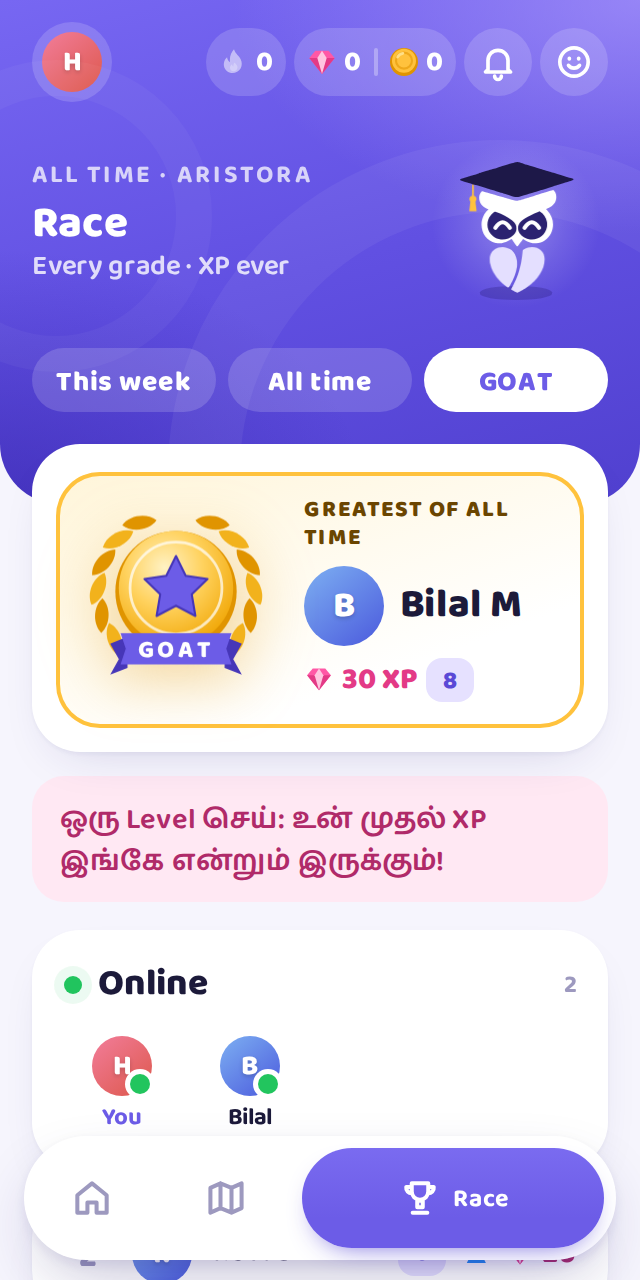 H
0
0
0
ALL TIME · ARISTORA
Race
Every grade · XP ever
This week
All time
GOAT
GREATEST OF ALL
TIME
GOAT
B
Bilal M
30 XP
8
ஒரு Level செய்: உன் முதல் XP
இங்கே என்றும் இருக்கும்!
Online
2
H
B
You
Bilal
Race